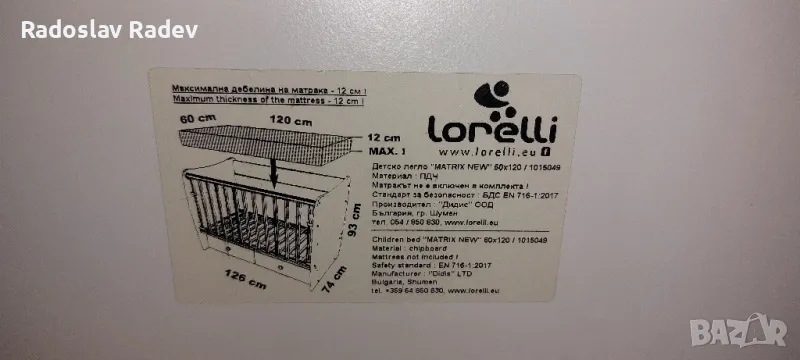 Radoslav Radev
Максимална дебелина на матрака - 12 см !
Maximum thickness of the mattress - 12 cm !
60 cm
120 cm
12 cm
MAX. !
93 cm
126 cm
74 cm
lorelli
www.lorelli.eu f
Детско легло "MATRIX NEW" 60x120 / 1015049
Материал : ПДЧ
Матракът не е включен в комплекта !
Стандарт за безопасност : БДС EN 716-1:2017
Производител : "Дидис" ООД
България, гр. Шумен
тел. 054 / 850 830, www.lorelli.eu
Children bed "MATRIX NEW" 60x120 / 1015049
Material : chipboard
Mattress not included !
Safety standard : EN 716-1:2017
Manufacturer : "Didis" LTD
Bulgaria, Shumen
tel. +359 54 850 830, www.lorelli.eu
BAZAR